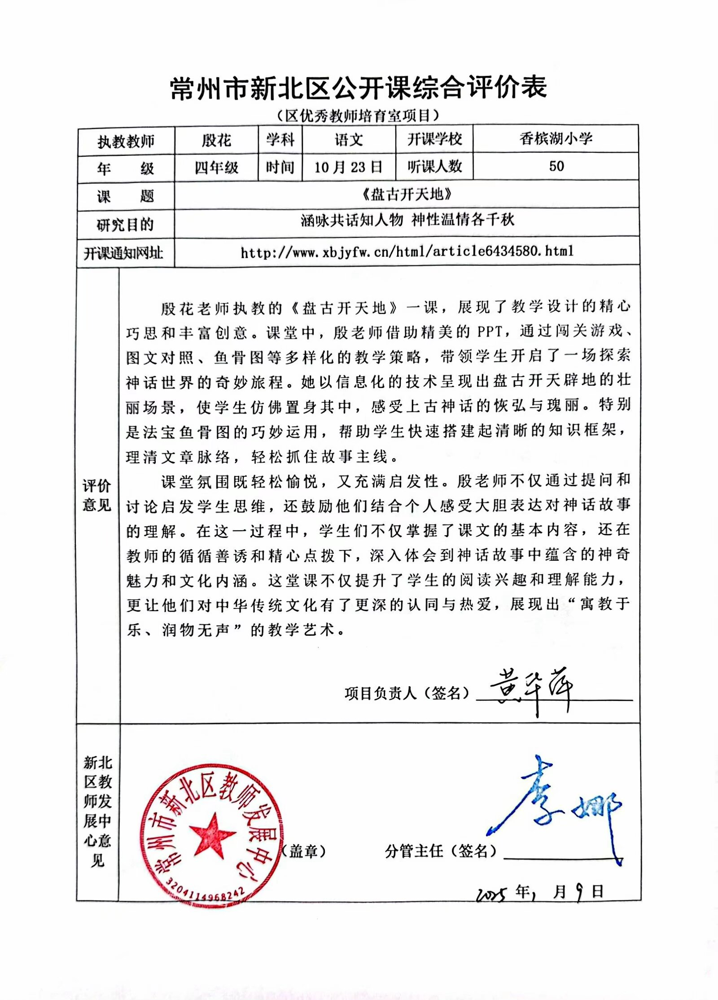 常州市新北区公开课综合评价表
（区优秀教师培育室项目）
执教教师 殷花 学科 语文 开课学校 香槟湖小学
年 级 四年级 时间 10月23日 听课人数 50
课 题 《盘古开天地》
研究目的 涵咏共话知人物 神性温情各千秋
开课通知网址 http://www.xbjyfw.cn/html/article6434580.html
评价
意见
殷花老师执教的《盘古开天地》一课，展现了教学设计的精心
巧思和丰富创意。课堂中，殷老师借助精美的 PPT，通过闯关游戏、
图文对照、鱼骨图等多样化的教学策略，带领学生开启了一场探索
神话世界的奇妙旅程。她以信息化的技术呈现出盘古开天辟地的壮
丽场景，使学生仿佛置身其中，感受上古神话的恢弘与瑰丽。特别
是法宝鱼骨图的巧妙运用，帮助学生快速搭建起清晰的知识框架，
理清文章脉络，轻松抓住故事主线。
课堂氛围既轻松愉悦，又充满启发性。殷老师不仅通过提问和
讨论启发学生思维，还鼓励他们结合个人感受大胆表达对神话故事
的理解。在这一过程中，学生们不仅掌握了课文的基本内容，还在
教师的循循善诱和精心点拨下，深入体会到神话故事中蕴含的神奇
魅力和文化内涵。这堂课不仅提升了学生的阅读兴趣和理解能力，
更让他们对中华传统文化有了更深的认同与热爱，展现出“寓教于
乐、润物无声”的教学艺术。
项目负责人（签名） 黄华萍
新北
区教
师发
展中
心意
见
常州市新北区教师发展中心
3204114968242
（盖章） 分管主任（签名） 李娜
2025 年 1 月 9 日